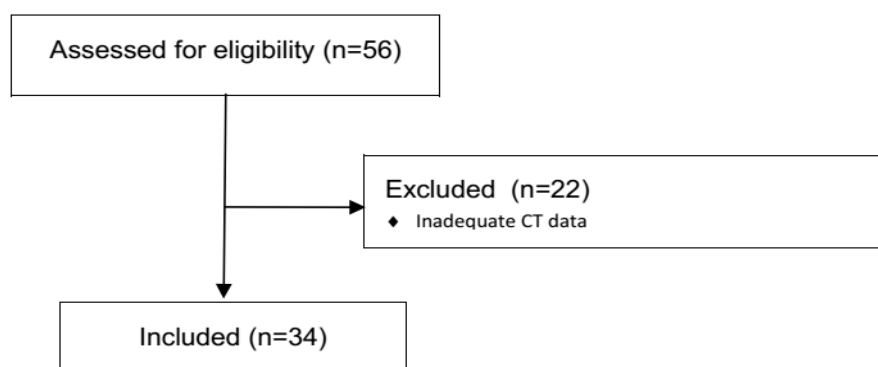 Assessed for eligibility (n=56)
Excluded (n=22)
♦ Inadequate CT data
Included (n=34)